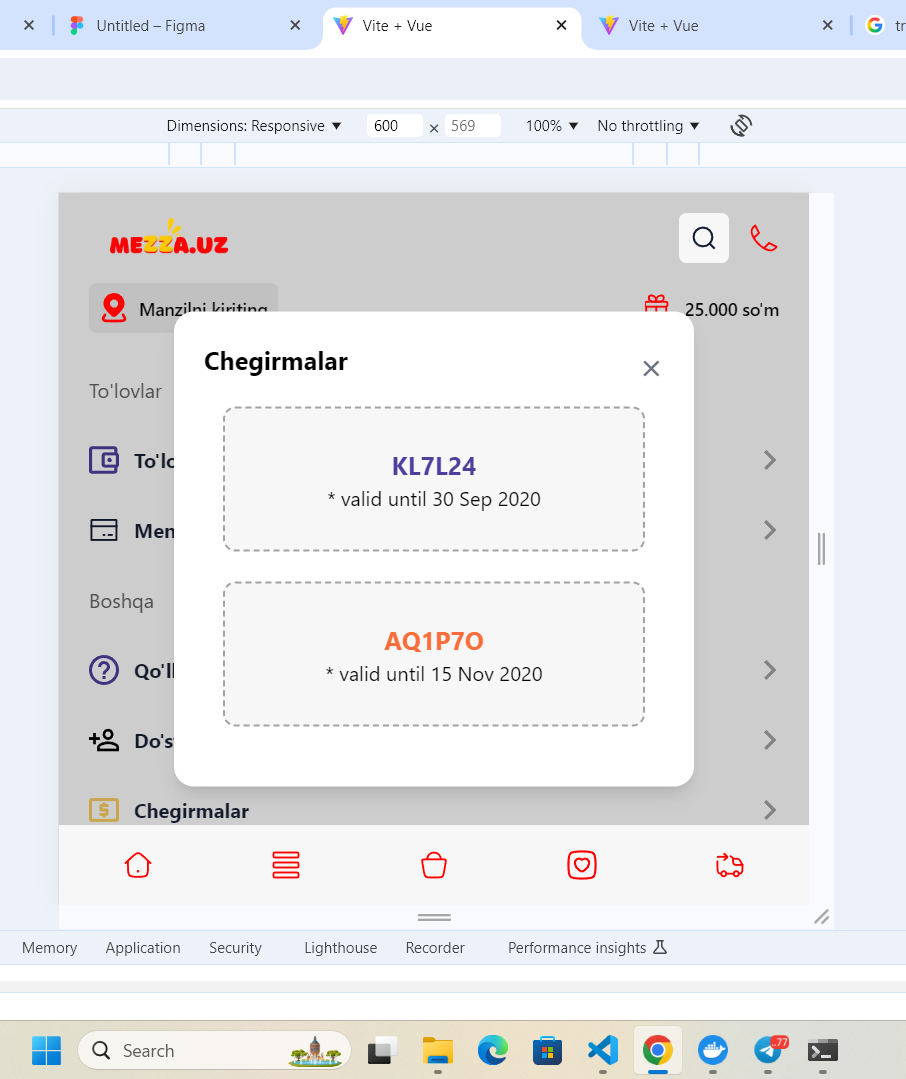 Untitled – Figma
Vite + Vue
Vite + Vue
tr
Dimensions: Responsive
600 × 569
100%
No throttling
MEZZA.UZ
Manzilni kiriting
25.000 so'm
Chegirmalar
To'lovlar
KL7L24
To'lo
* valid until 30 Sep 2020
Men
Boshqa
AQ1P7O
Qo'll
* valid until 15 Nov 2020
Do's
Chegirmalar
Memory
Application
Security
Lighthouse
Recorder
Performance insights
Search
..77